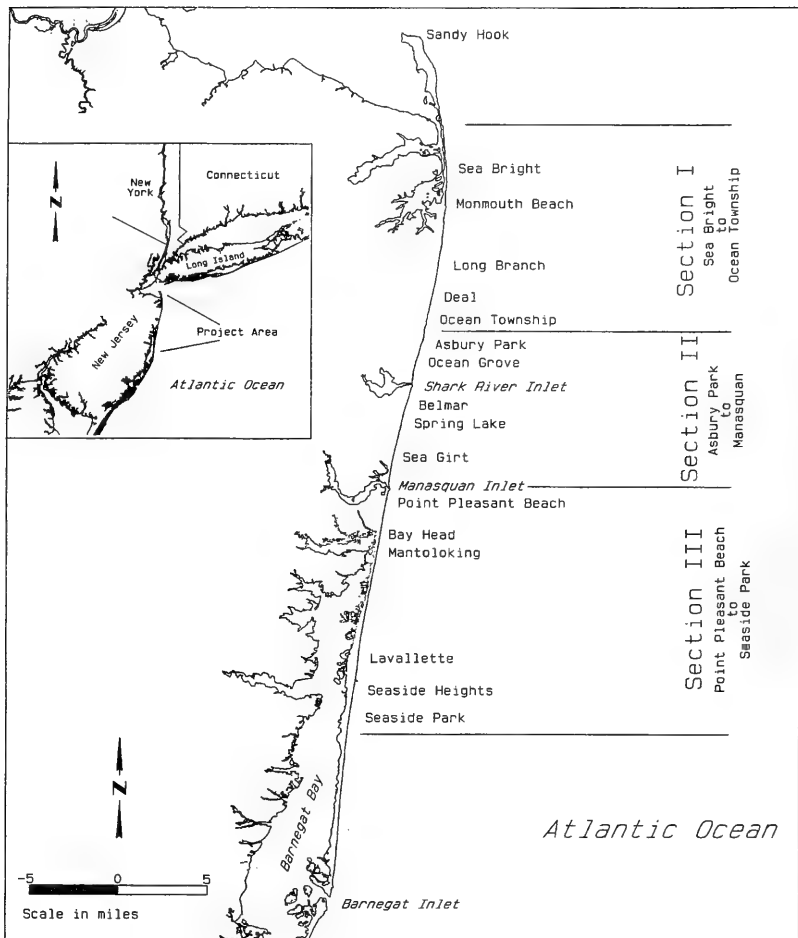 Sandy Hook
Sea Bright
Monmouth Beach
Long Branch
Deal
Ocean Township
Asbury Park
Ocean Grove
Shark River Inlet
Belmar
Spring Lake
Sea Girt
Manasquan Inlet
Point Pleasant Beach
Bay Head
Mantoloking
Lavallette
Seaside Heights
Seaside Park
Barnegat Bay
Barnegat Inlet
Atlantic Ocean
Section I
Sea Bright
to
Ocean Township
Section II
Asbury Park
to
Manasquan
Section III
Point Pleasant Beach
to
Seaside Park
N
New
York
Connecticut
Long Island
Project Area
New Jersey
Atlantic Ocean
N
-5 0 5
Scale in miles